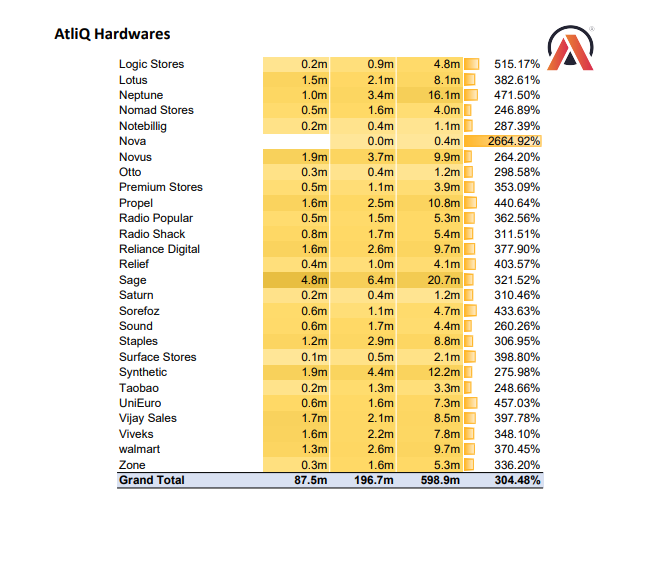 AtliQ Hardwares
Logic Stores 0.2m 0.9m 4.8m 515.17%
Lotus 1.5m 2.1m 8.1m 382.61%
Neptune 1.0m 3.4m 16.1m 471.50%
Nomad Stores 0.5m 1.6m 4.0m 246.89%
Notebillig 0.2m 0.4m 1.1m 287.39%
Nova 0.0m 0.4m 2664.92%
Novus 1.9m 3.7m 9.9m 264.20%
Otto 0.3m 0.4m 1.2m 298.58%
Premium Stores 0.5m 1.1m 3.9m 353.09%
Propel 1.6m 2.5m 10.8m 440.64%
Radio Popular 0.5m 1.5m 5.3m 362.56%
Radio Shack 0.8m 1.7m 5.4m 311.51%
Reliance Digital 1.6m 2.6m 9.7m 377.90%
Relief 0.4m 1.0m 4.1m 403.57%
Sage 4.8m 6.4m 20.7m 321.52%
Saturn 0.2m 0.4m 1.2m 310.46%
Sorefoz 0.6m 1.1m 4.7m 433.63%
Sound 0.6m 1.7m 4.4m 260.26%
Staples 1.2m 2.9m 8.8m 306.95%
Surface Stores 0.1m 0.5m 2.1m 398.80%
Synthetic 1.9m 4.4m 12.2m 275.98%
Taobao 0.2m 1.3m 3.3m 248.66%
UniEuro 0.6m 1.6m 7.3m 457.03%
Vijay Sales 1.7m 2.1m 8.5m 397.78%
Viveks 1.6m 2.2m 7.8m 348.10%
walmart 1.3m 2.6m 9.7m 370.45%
Zone 0.3m 1.6m 5.3m 336.20%
Grand Total 87.5m 196.7m 598.9m 304.48%